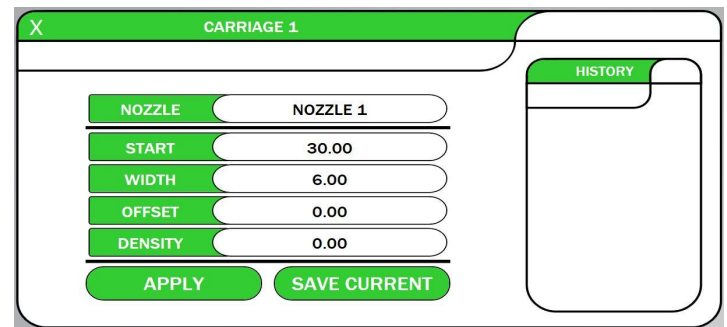 X CARRIAGE 1
HISTORY
NOZZLE NOZZLE 1
START 30.00
WIDTH 6.00
OFFSET 0.00
DENSITY 0.00
APPLY SAVE CURRENT